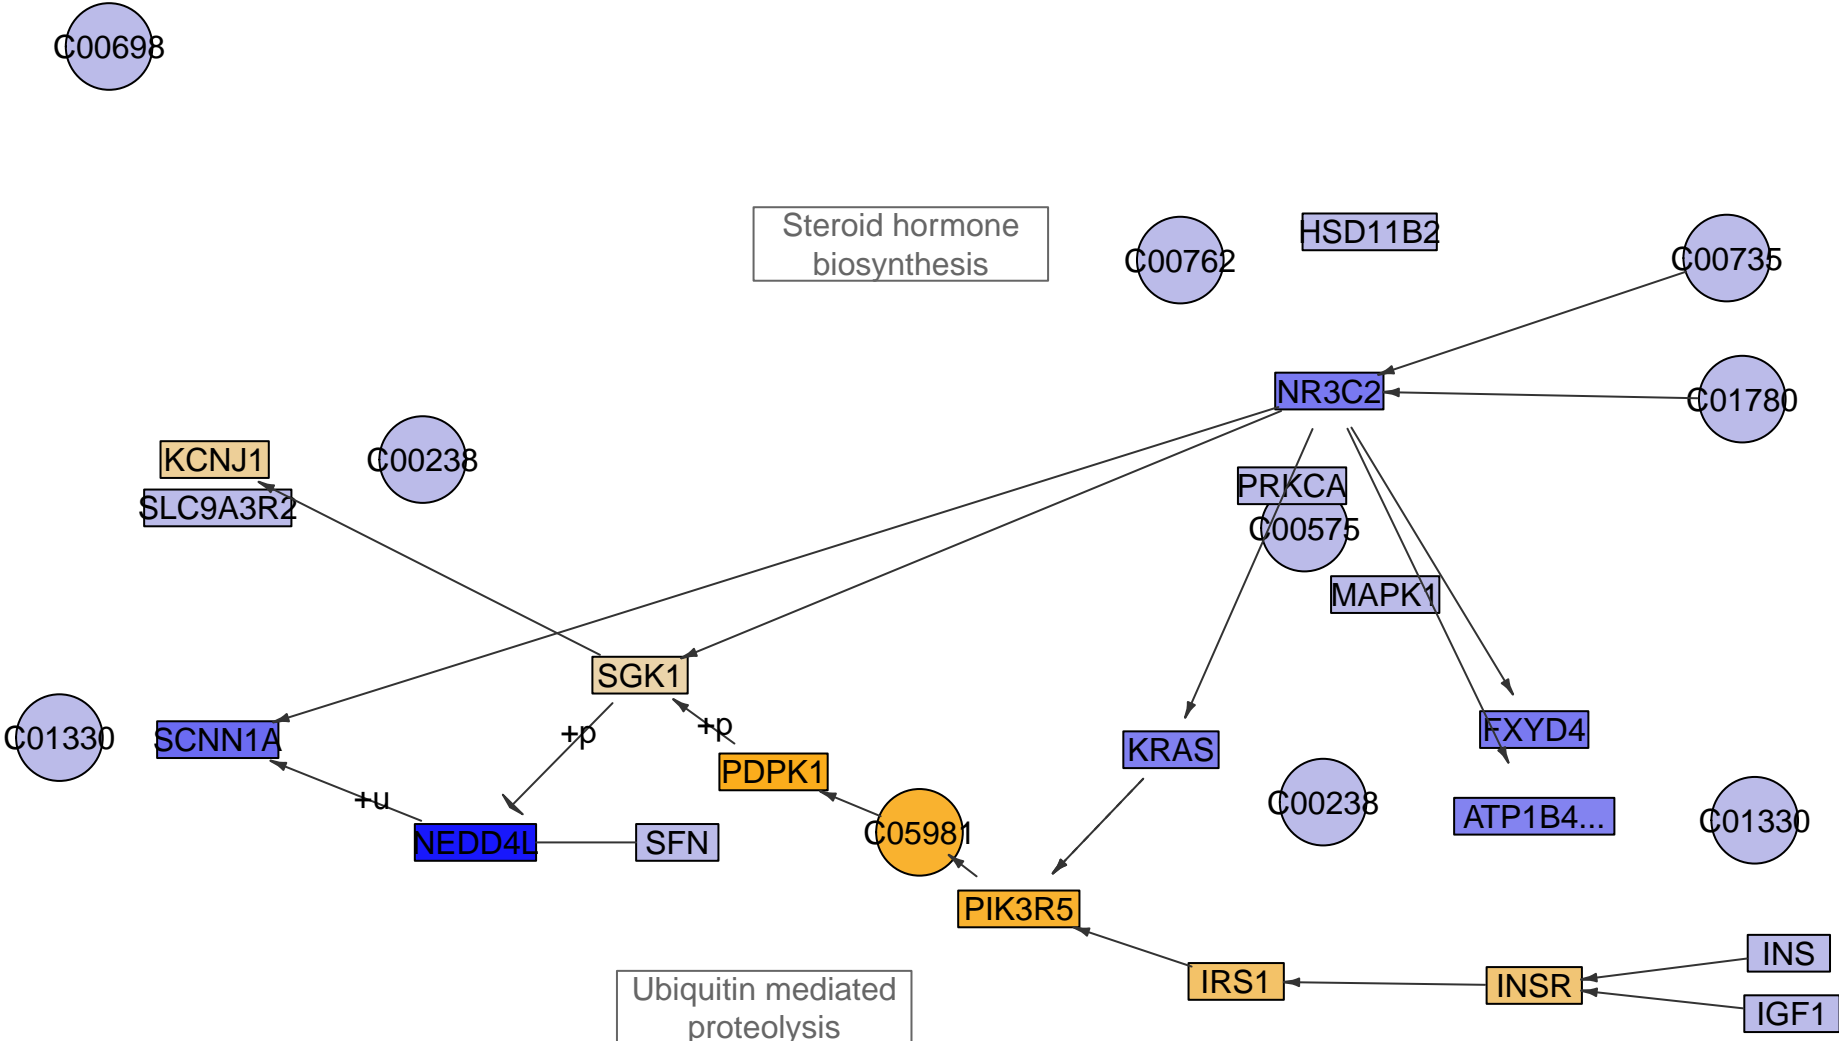 C00698
Steroid hormone
biosynthesis
C00762
HSD11B2
C00735
NR3C2
C01780
KCNJ1
C00238
SLC9A3R2
PRKCA
C00575
MAPK1
SGK1
+p
+p
C01330
SCNN1A
KRAS
FXYD4
PDPK1
+u
C00238
ATP1B4...
C01330
NEDD4L
SFN
C05981
PIK3R5
INS
IRS1
INSR
IGF1
Ubiquitin mediated
proteolysis